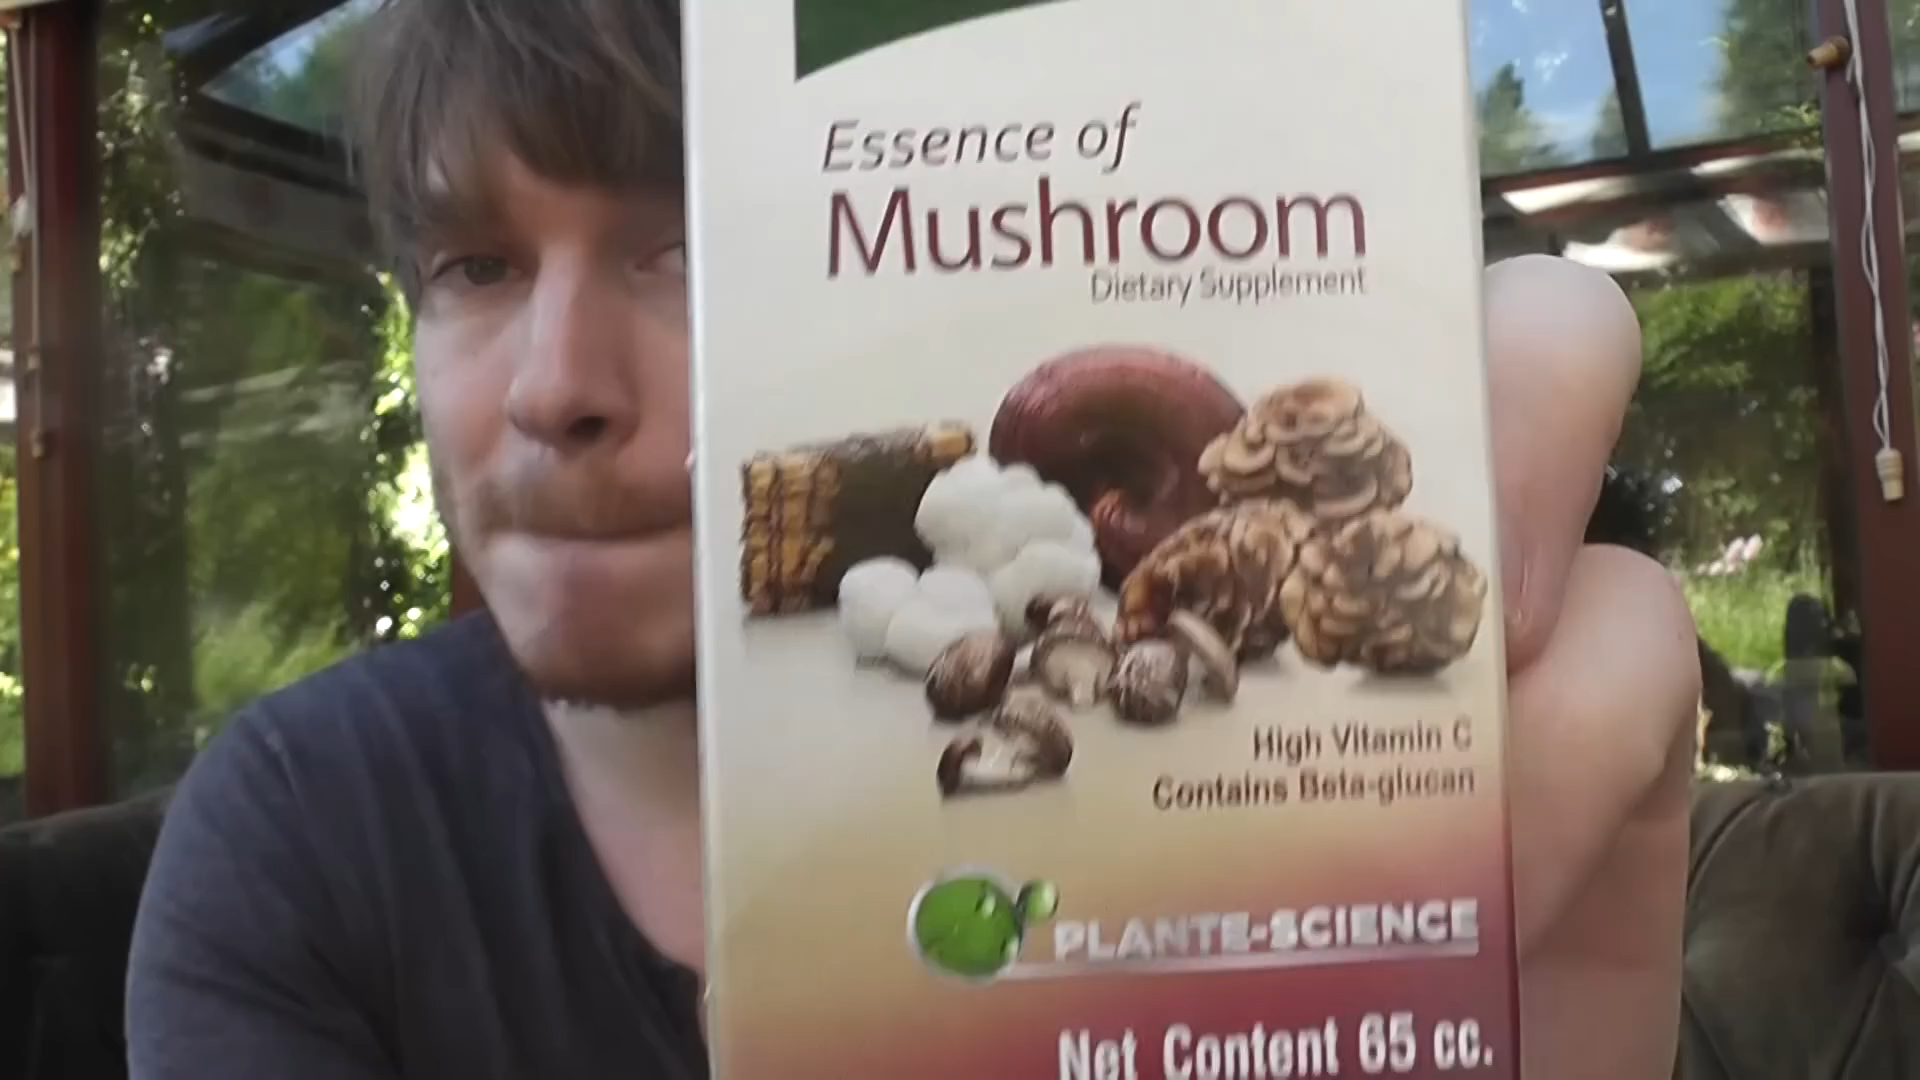 Essence of
Mushroom
Dietary Supplement
High Vitamin C
Contains Beta-glucan
PLANTE-SCIENCE
Net Content 65 cc.